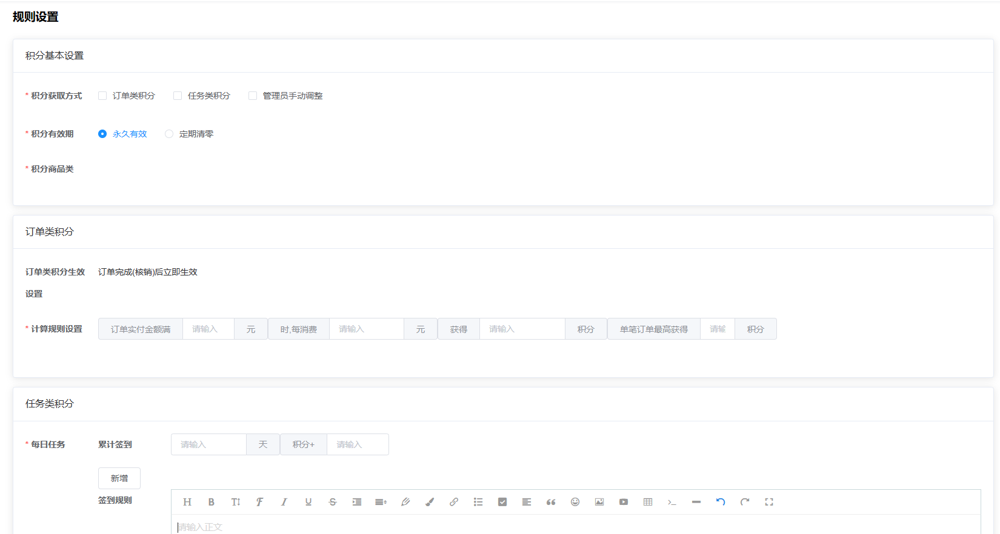 规则设置
积分基本设置
* 积分获取方式 订单类积分 任务类积分 管理员手动调整
* 积分有效期 永久有效 定期清零
* 积分商品类
订单类积分
订单类积分生效设置 订单完成(核销)后立即生效
* 计算规则设置 订单实付金额满 请输入 元 时,每消费 请输入 元 获得 请输入 积分 单笔订单最高获得 请输 积分
任务类积分
* 每日任务 累计签到 请输入 天 积分+ 请输入
新增
签到规则
请输入正文